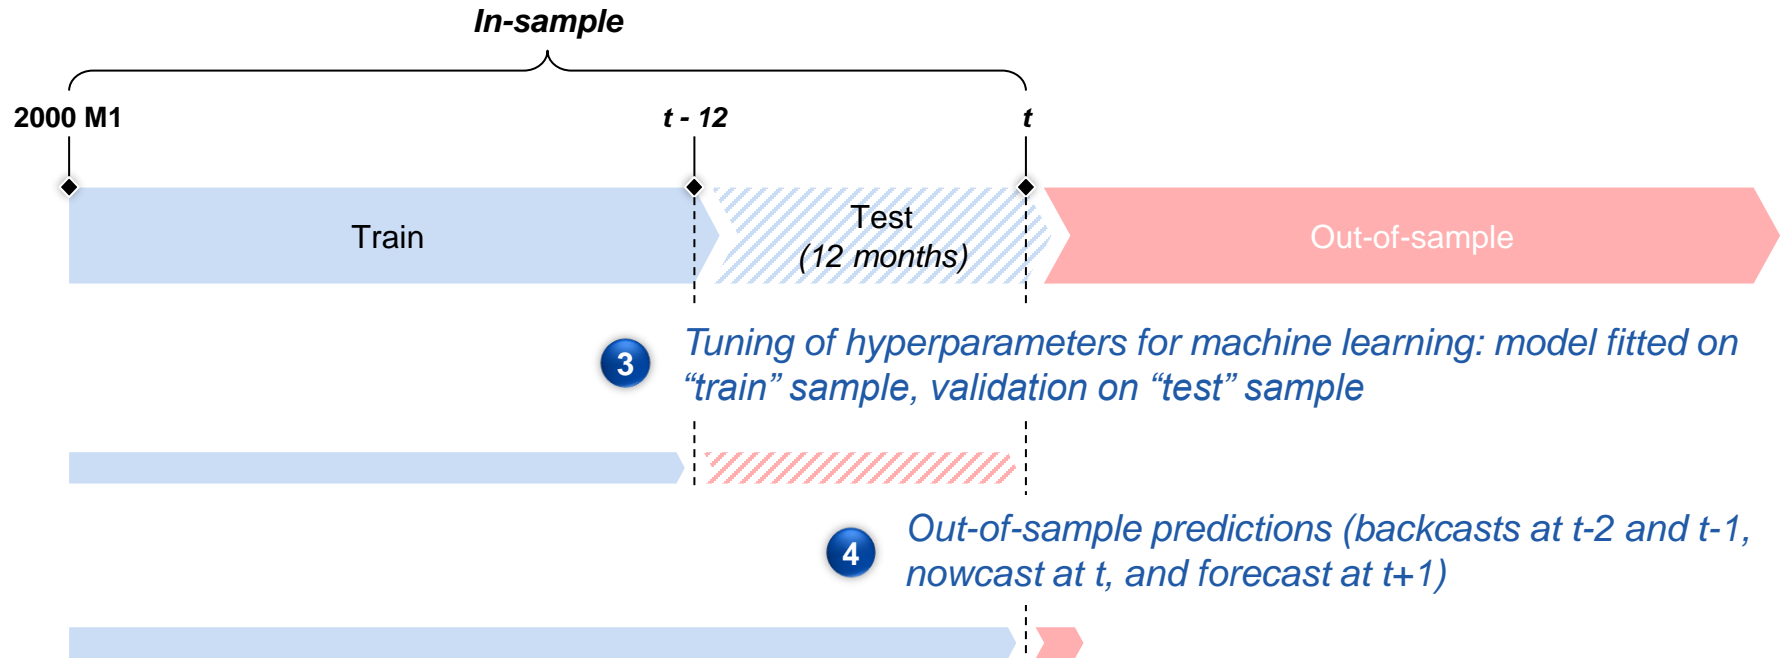 In-sample
2000 M1
t - 12
t
Train
Test
(12 months)
Out-of-sample
3
Tuning of hyperparameters for machine learning: model fitted on
“train” sample, validation on “test” sample
4
Out-of-sample predictions (backcasts at t-2 and t-1,
nowcast at t, and forecast at t+1)